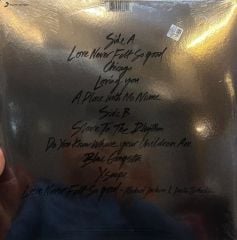 Side A
Love Never Felt So Good
Chicago
Loving you
A Place With No Name
Side B
Slave To The Rhythm
Do You Know Where Your Children Are
Blue Gangsta
Xscape
Love Never Felt So Good - Michael Jackson & Justin Timberlake